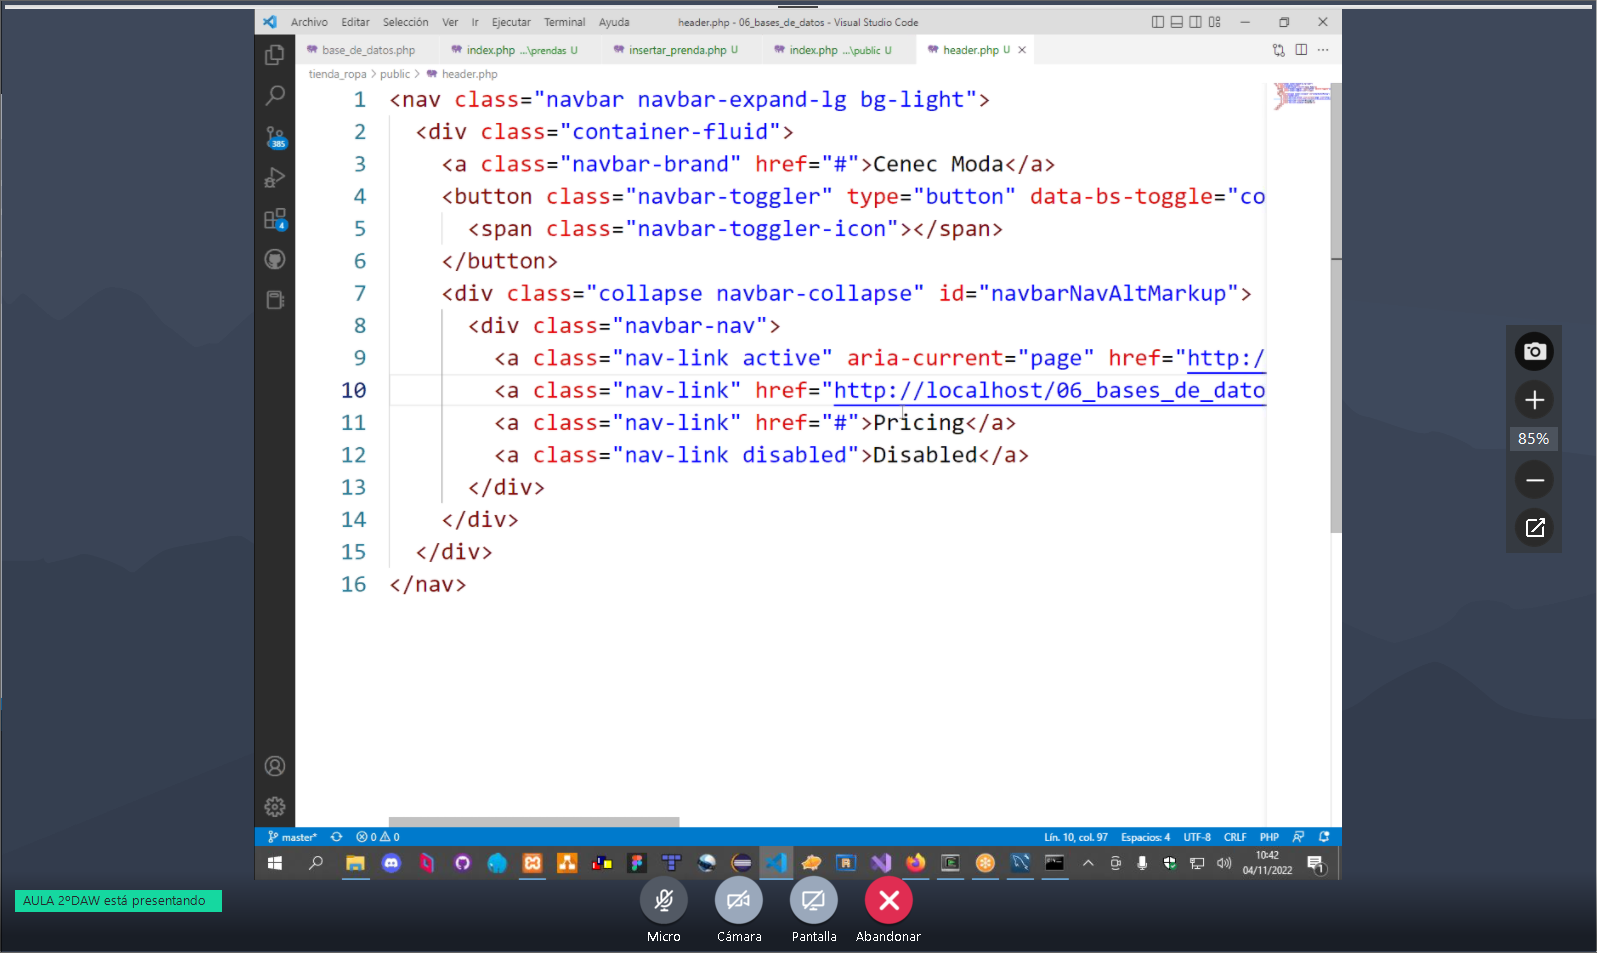 Archivo Editar Selección Ver Ir Ejecutar Terminal Ayuda header.php - 06_bases_de_datos - Visual Studio Code
base_de_datos.php index.php ...\prendas U insertar_prenda.php U index.php ...\public U header.php U
tienda_ropa > public > header.php
1 <nav class="navbar navbar-expand-lg bg-light">
2 <div class="container-fluid">
3 <a class="navbar-brand" href="#">Cenec Moda</a>
4 <button class="navbar-toggler" type="button" data-bs-toggle="co
5 <span class="navbar-toggler-icon"></span>
6 </button>
7 <div class="collapse navbar-collapse" id="navbarNavAltMarkup">
8 <div class="navbar-nav">
9 <a class="nav-link active" aria-current="page" href="http:/
10 <a class="nav-link" href="http://localhost/06_bases_de_dato
11 <a class="nav-link" href="#">Pricing</a>
12 <a class="nav-link disabled">Disabled</a>
13 </div>
14 </div>
15 </div>
16 </nav>
385
4
85%
master* 0 0 Lín. 10, col. 97 Espacios: 4 UTF-8 CRLF PHP
10:42
04/11/2022
1
AULA 2ºDAW está presentando
Micro Cámara Pantalla Abandonar